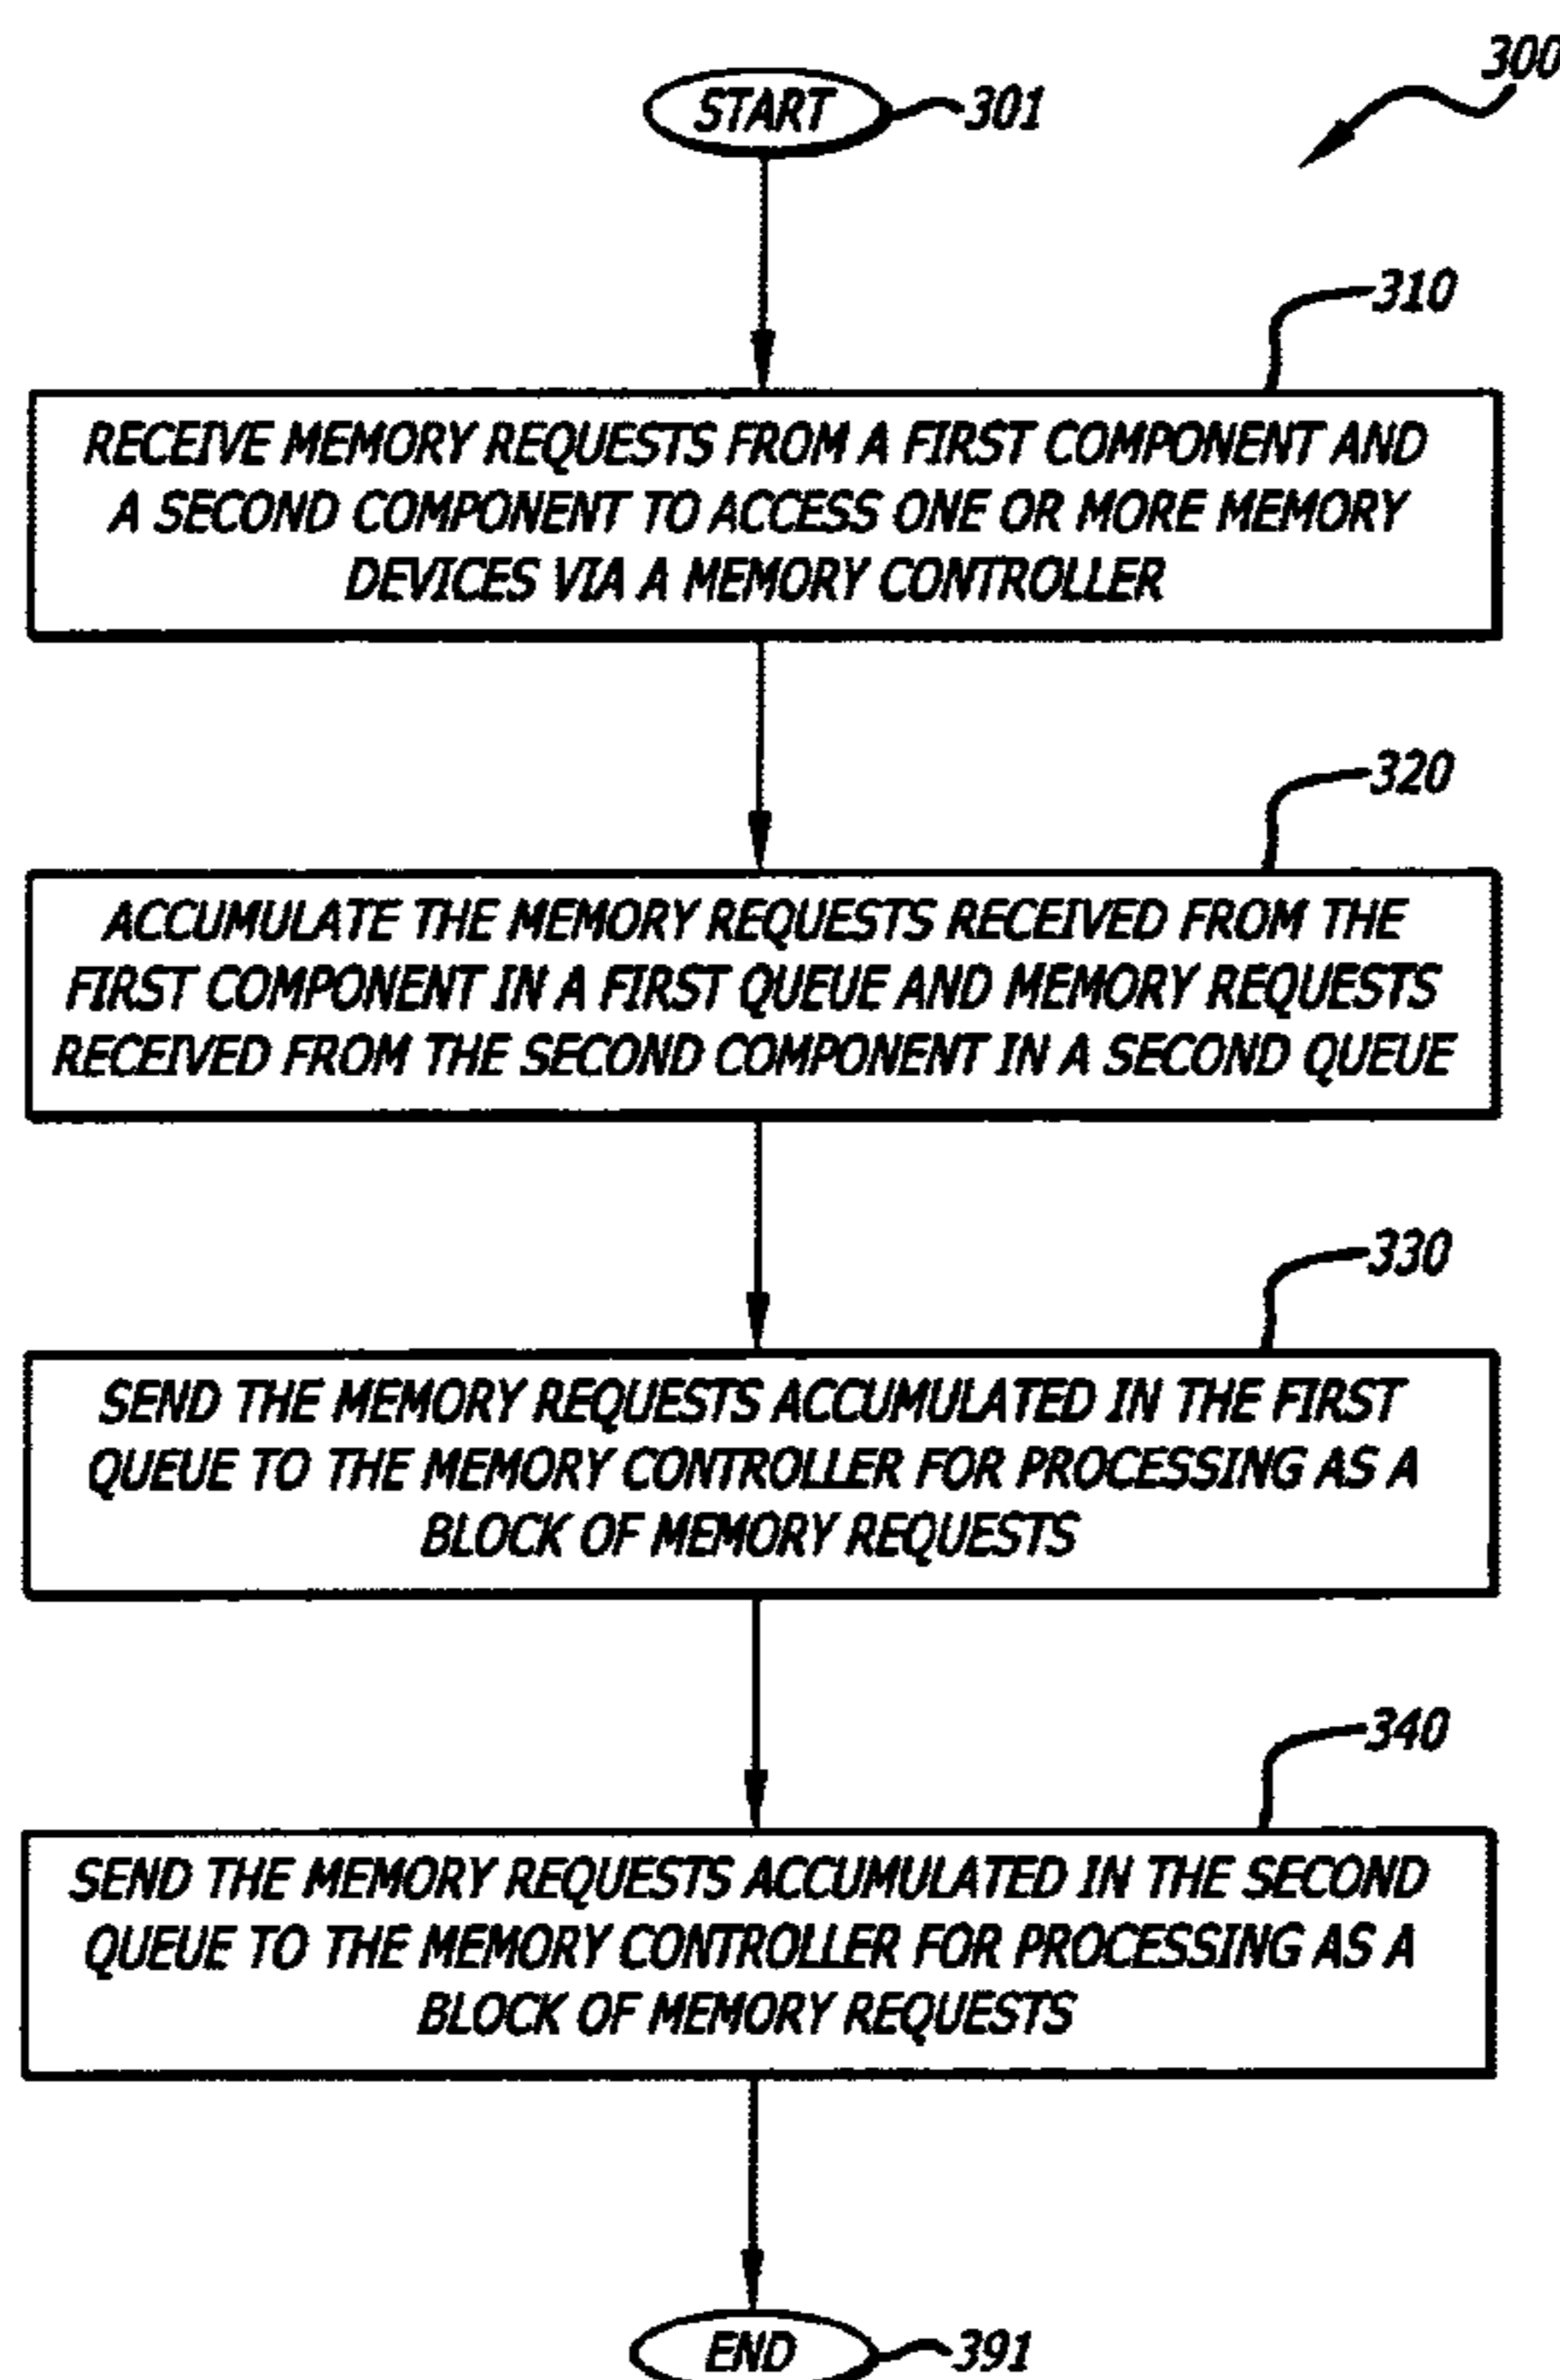 300
START 301
310
RECEIVE MEMORY REQUESTS FROM A FIRST COMPONENT AND
A SECOND COMPONENT TO ACCESS ONE OR MORE MEMORY
DEVICES VIA A MEMORY CONTROLLER
320
ACCUMULATE THE MEMORY REQUESTS RECEIVED FROM THE
FIRST COMPONENT IN A FIRST QUEUE AND MEMORY REQUESTS
RECEIVED FROM THE SECOND COMPONENT IN A SECOND QUEUE
330
SEND THE MEMORY REQUESTS ACCUMULATED IN THE FIRST
QUEUE TO THE MEMORY CONTROLLER FOR PROCESSING AS A
BLOCK OF MEMORY REQUESTS
340
SEND THE MEMORY REQUESTS ACCUMULATED IN THE SECOND
QUEUE TO THE MEMORY CONTROLLER FOR PROCESSING AS A
BLOCK OF MEMORY REQUESTS
END 391